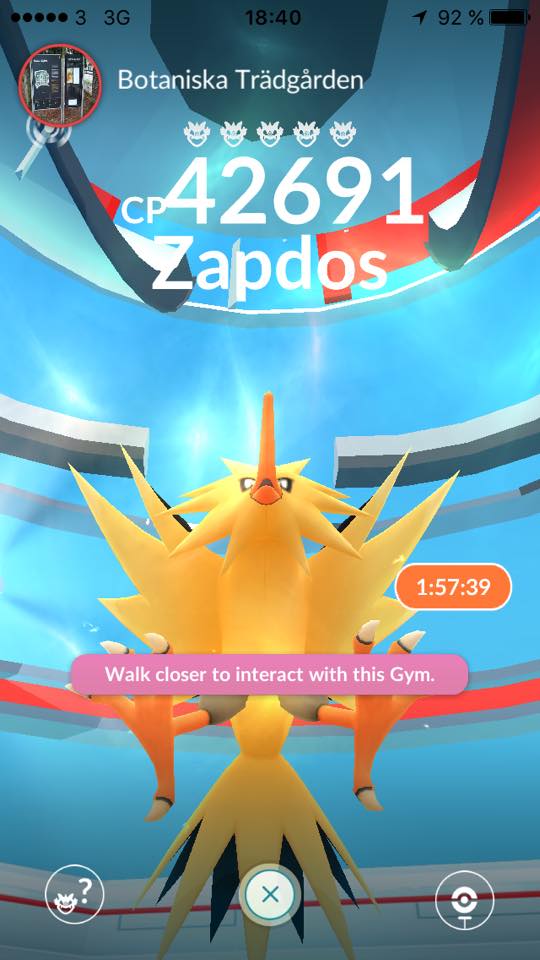 3 3G 18:40 92 %
Botaniska Trädgården
CP42691
Zapdos
1:57:39
Walk closer to interact with this Gym.
?